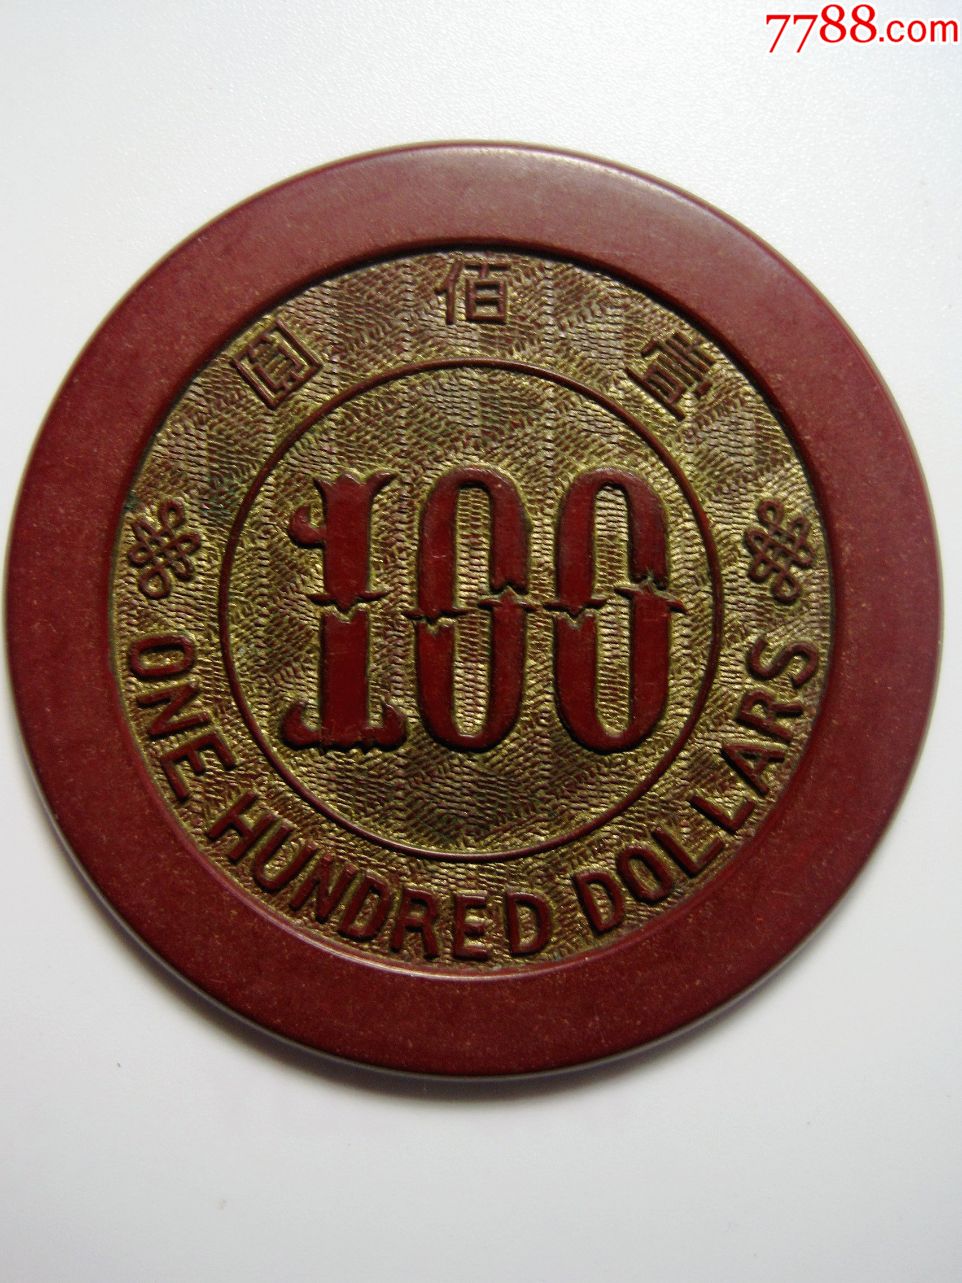 7788.com
壹佰圓
100
ONE HUNDRED DOLLARS